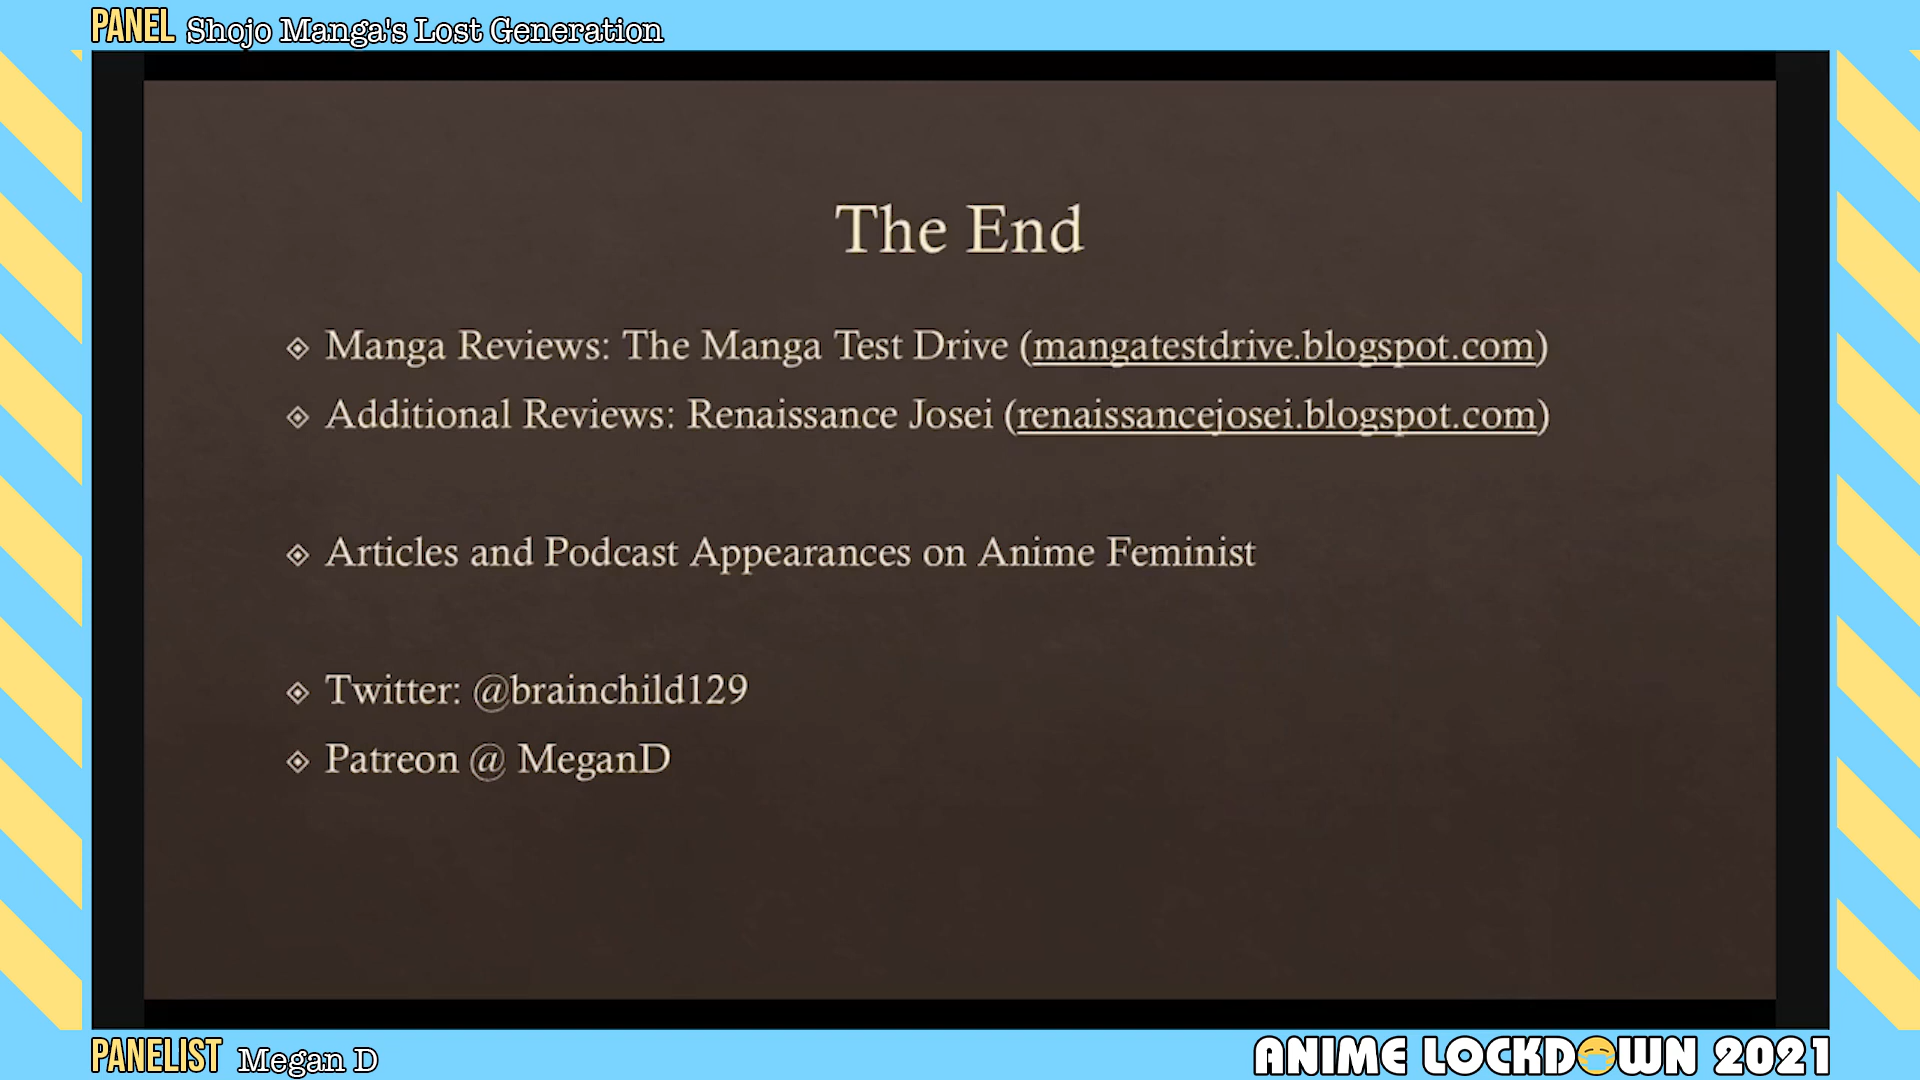 PANEL Shojo Manga's Lost Generation
The End
Manga Reviews: The Manga Test Drive (mangatestdrive.blogspot.com)
Additional Reviews: Renaissance Josei (renaissancejosei.blogspot.com)
Articles and Podcast Appearances on Anime Feminist
Twitter: @brainchild129
Patreon @ MeganD
PANELIST Megan D
ANIME LOCKDOWN 2021